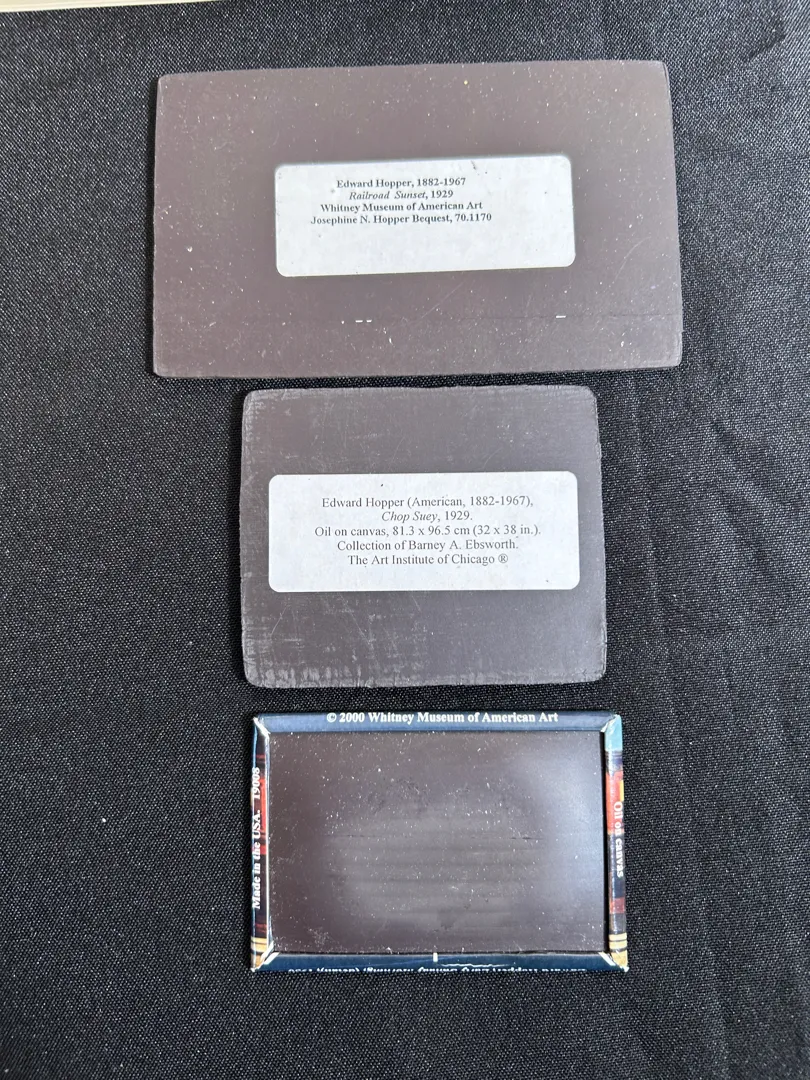 Edward Hopper, 1882-1967
Railroad Sunset, 1929
Whitney Museum of American Art
Josephine N. Hopper Bequest, 70.1170
Edward Hopper (American, 1882-1967),
Chop Suey, 1929.
Oil on canvas, 81.3 x 96.5 cm (32 x 38 in.).
Collection of Barney A. Ebsworth.
The Art Institute of Chicago ®
© 2000 Whitney Museum of American Art
Made in the USA. 19008
Oil on canvas